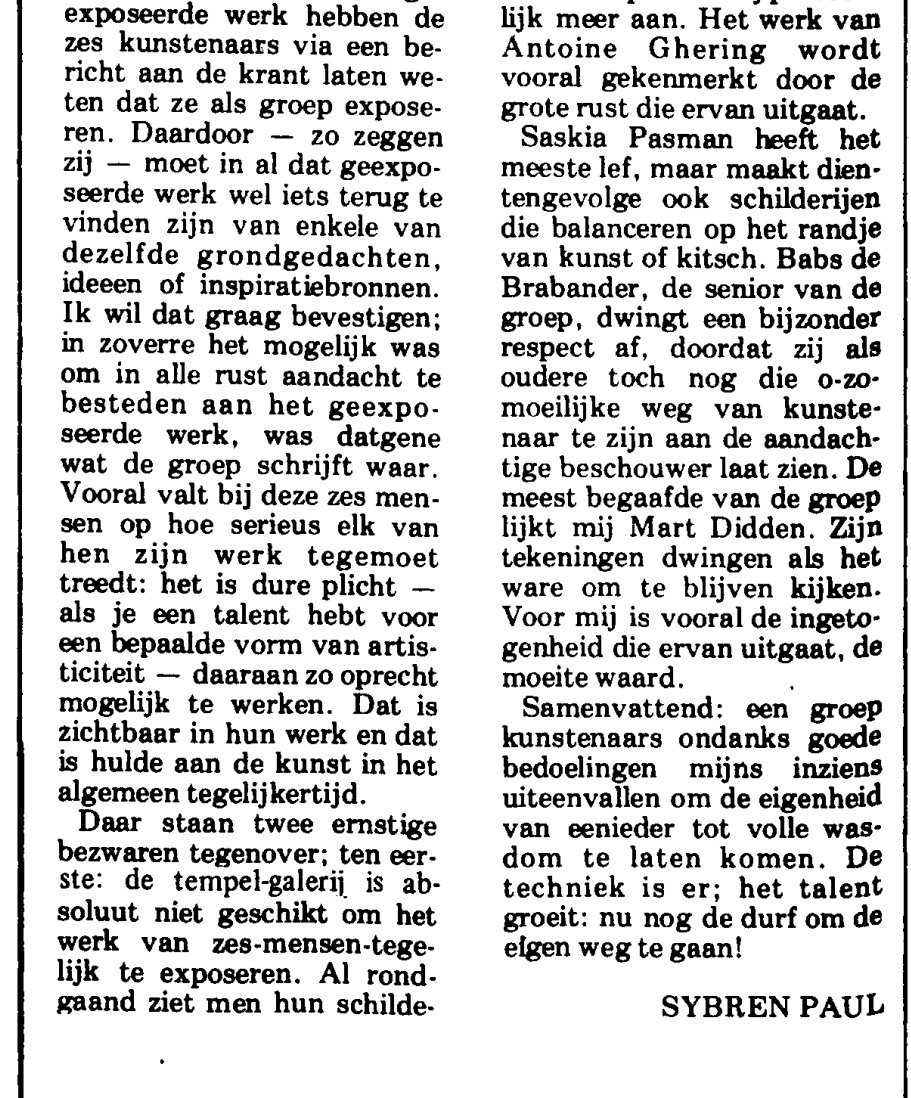 exposeerde werk hebben de
zes kunstenaars via een be-
richt aan de krant laten we-
ten dat ze als groep expose-
ren. Daardoor — zo zeggen
zij — moet in al dat geexpo-
seerde werk wel iets terug te
vinden zijn van enkele van
dezelfde grondgedachten,
ideeen of inspiratiebronnen.
Ik wil dat graag bevestigen;
in zoverre het mogelijk was
om in alle rust aandacht te
besteden aan het geexpo-
seerde werk, was datgene
wat de groep schrijft waar.
Vooral valt bij deze zes men-
sen op hoe serieus elk van
hen zijn werk tegemoet
treedt: het is dure plicht —
als je een talent hebt voor
een bepaalde vorm van artis-
ticiteit — daaraan zo oprecht
mogelijk te werken. Dat is
zichtbaar in hun werk en dat
is hulde aan de kunst in het
algemeen tegelijkertijd.
Daar staan twee ernstige
bezwaren tegenover; ten eer-
ste: de tempel-galerij is ab-
soluut niet geschikt om het
werk van zes-mensen-tege-
lijk te exposeren. Al rond-
gaand ziet men hun schilde-
lijk meer aan. Het werk van
Antoine Ghering wordt
vooral gekenmerkt door de
grote rust die ervan uitgaat.
Saskia Pasman heeft het
meeste lef, maar maakt dien-
tengevolge ook schilderijen
die balanceren op het randje
van kunst of kitsch. Babs de
Brabander, de senior van de
groep, dwingt een bijzonder
respect af, doordat zij als
oudere toch nog die o-zo-
moeilijke weg van kunste-
naar te zijn aan de aandach-
tige beschouwer laat zien. De
meest begaafde van de groep
lijkt mij Mart Didden. Zijn
tekeningen dwingen als het
ware om te blijven kijken.
Voor mij is vooral de ingeto-
genheid die ervan uitgaat, de
moeite waard.
Samenvattend: een groep
kunstenaars ondanks goede
bedoelingen mijns inziens
uiteenvallen om de eigenheid
van eenieder tot volle was-
dom te laten komen. De
techniek is er; het talent
groeit: nu nog de durf om de
eigen weg te gaan!
SYBREN PAUL